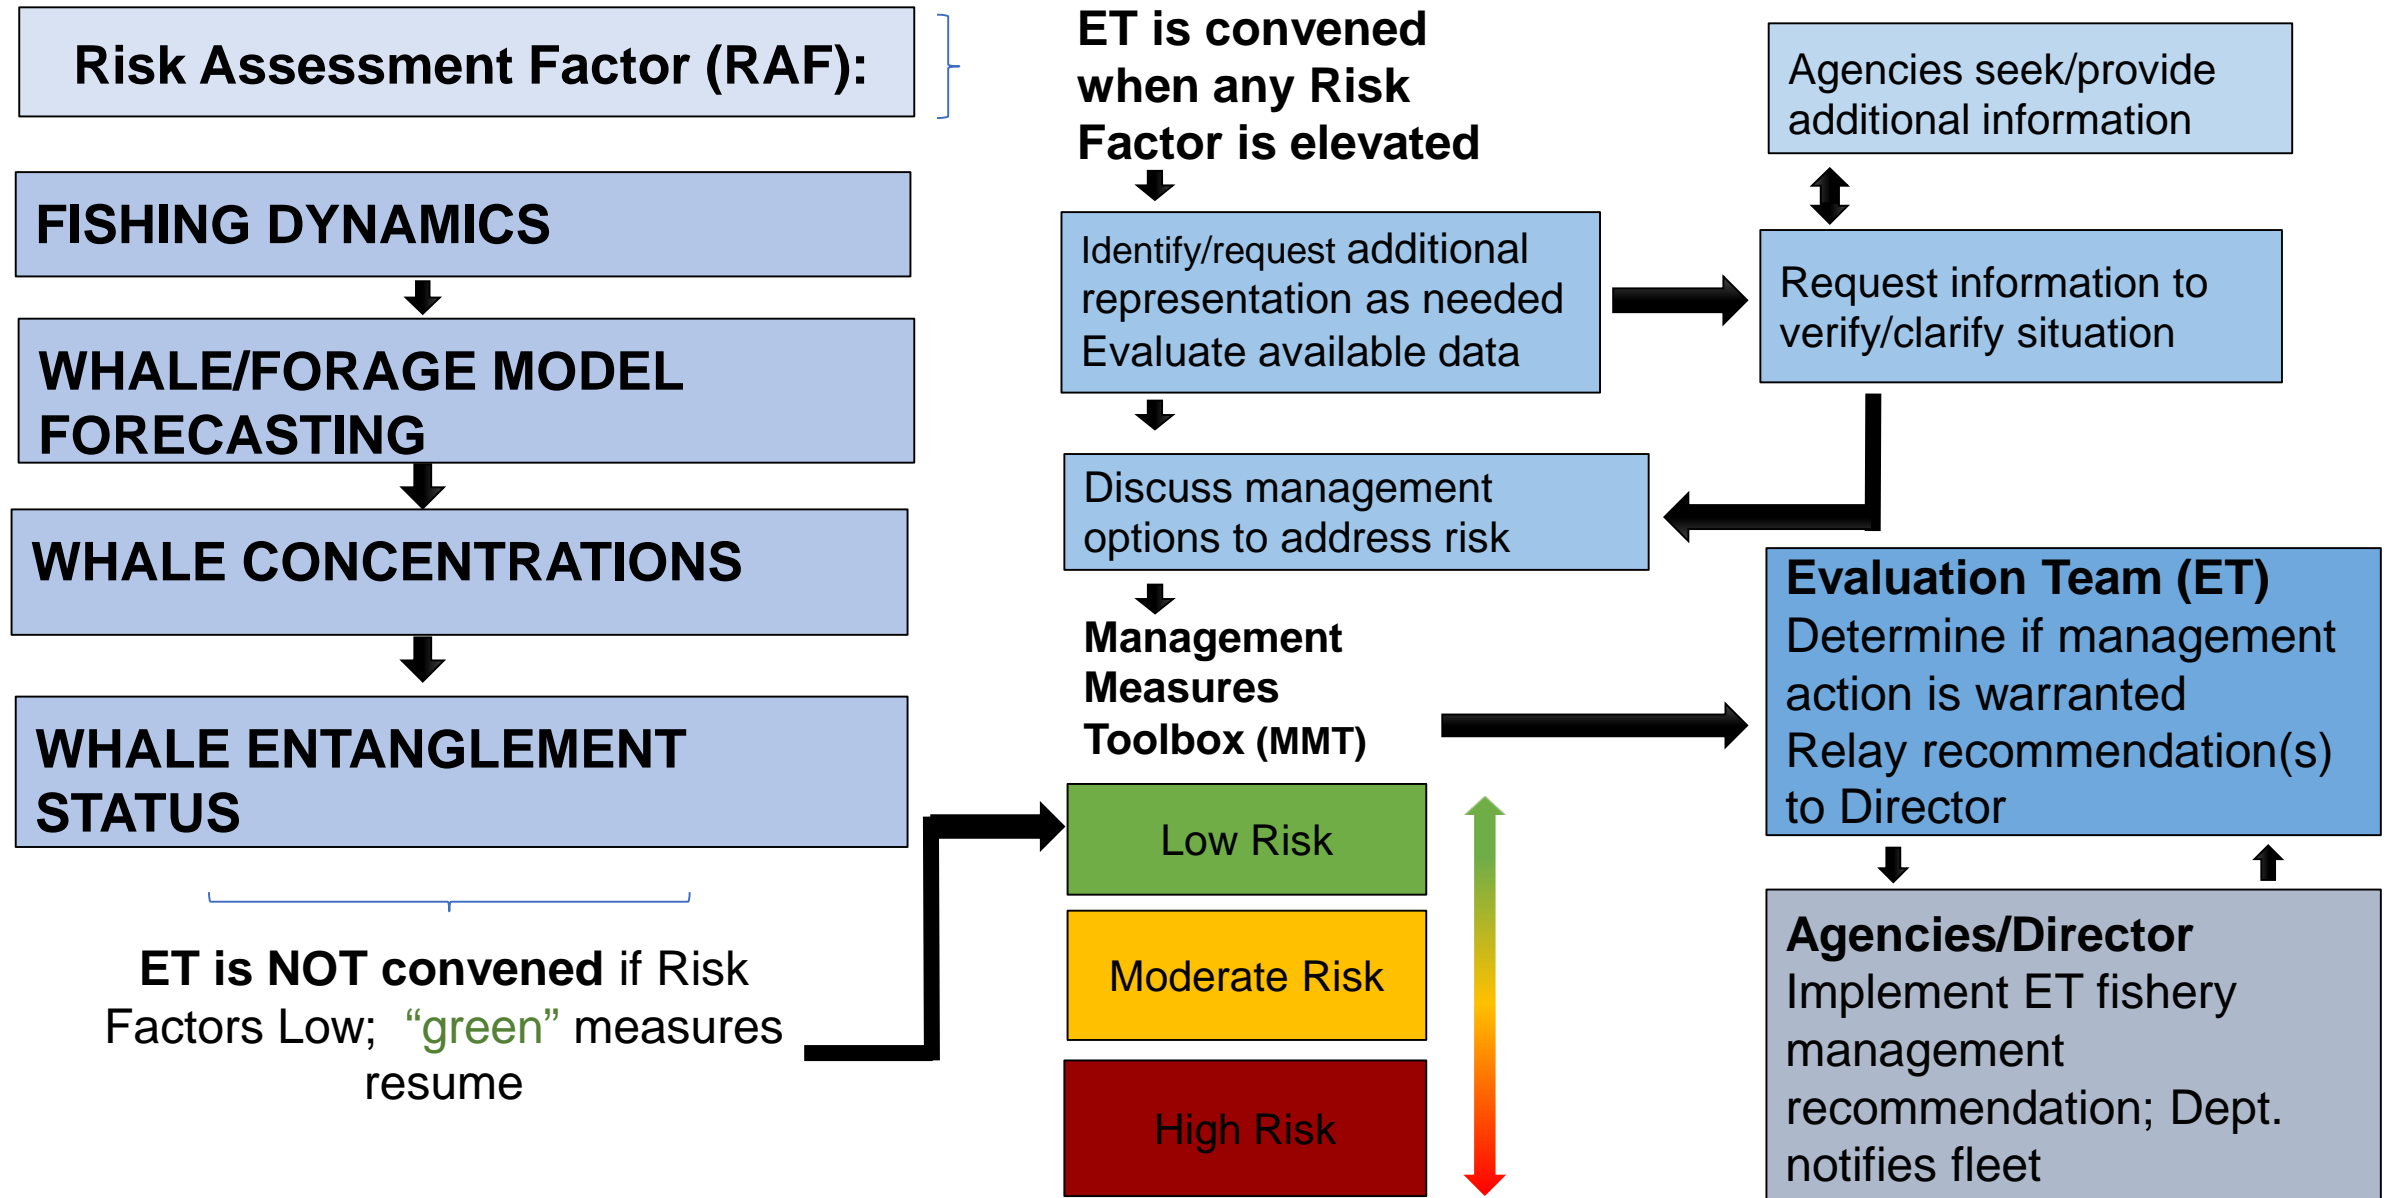 Risk Assessment Factor (RAF):
FISHING DYNAMICS
WHALE/FORAGE MODEL
FORECASTING
WHALE CONCENTRATIONS
WHALE ENTANGLEMENT
STATUS
ET is NOT convened if Risk
Factors Low; “green” measures
resume
ET is convened
when any Risk
Factor is elevated
Identify/request additional
representation as needed
Evaluate available data
Discuss management
options to address risk
Management
Measures
Toolbox (MMT)
Low Risk
Moderate Risk
High Risk
Agencies seek/provide
additional information
Request information to
verify/clarify situation
Evaluation Team (ET)
Determine if management
action is warranted
Relay recommendation(s)
to Director
Agencies/Director
Implement ET fishery
management
recommendation; Dept.
notifies fleet